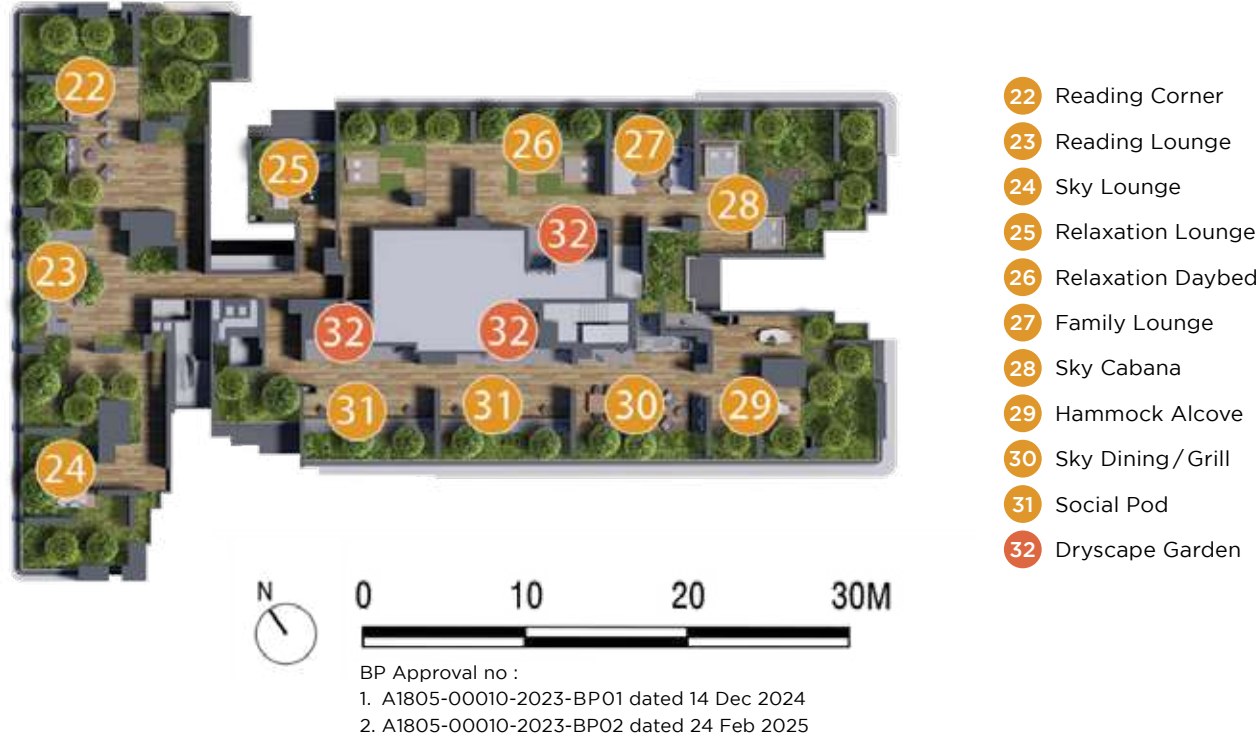 22
25
26
27
28
32
23
32
32
31
31
30
29
24
22 Reading Corner
23 Reading Lounge
24 Sky Lounge
25 Relaxation Lounge
26 Relaxation Daybed
27 Family Lounge
28 Sky Cabana
29 Hammock Alcove
30 Sky Dining / Grill
31 Social Pod
32 Dryscape Garden
N
0 10 20 30M
BP Approval no :
1. A1805-00010-2023-BP01 dated 14 Dec 2024
2. A1805-00010-2023-BP02 dated 24 Feb 2025